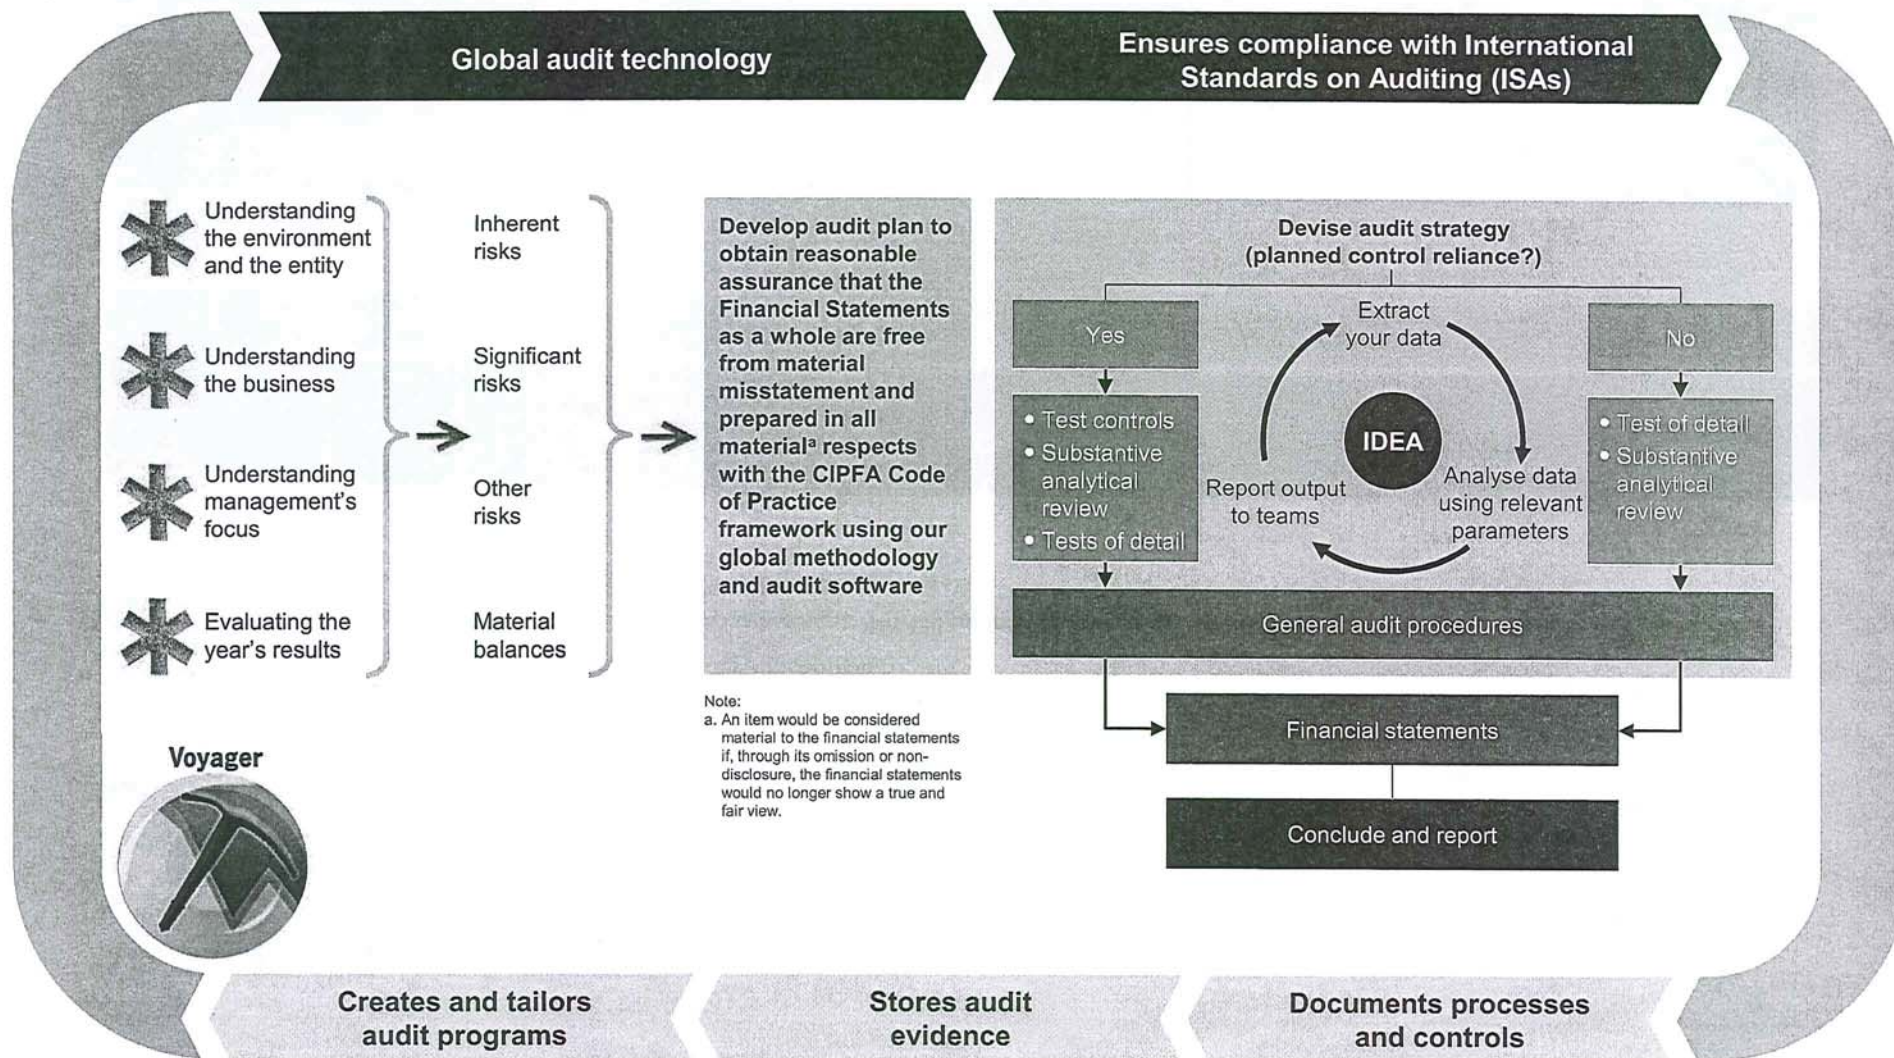 Global audit technology
Ensures compliance with International
Standards on Auditing (ISAs)
Understanding
the environment
and the entity
Understanding
the business
Understanding
management's
focus
Evaluating the
year's results
Inherent
risks
Significant
risks
Other
risks
Material
balances
Develop audit plan to
obtain reasonable
assurance that the
Financial Statements
as a whole are free
from material
misstatement and
prepared in all
materialª respects
with the CIPFA Code
of Practice
framework using our
global methodology
and audit software
Note:
a. An item would be considered
material to the financial statements
if, through its omission or non-
disclosure, the financial statements
would no longer show a true and
fair view.
Devise audit strategy
(planned control reliance?)
Yes
• Test controls
• Substantive
analytical
review
• Tests of detail
Extract
your data
IDEA
Analyse data
using relevant
parameters
Report output
to teams
No
• Test of detail
• Substantive
analytical
review
General audit procedures
Financial statements
Conclude and report
Voyager
Creates and tailors
audit programs
Stores audit
evidence
Documents processes
and controls